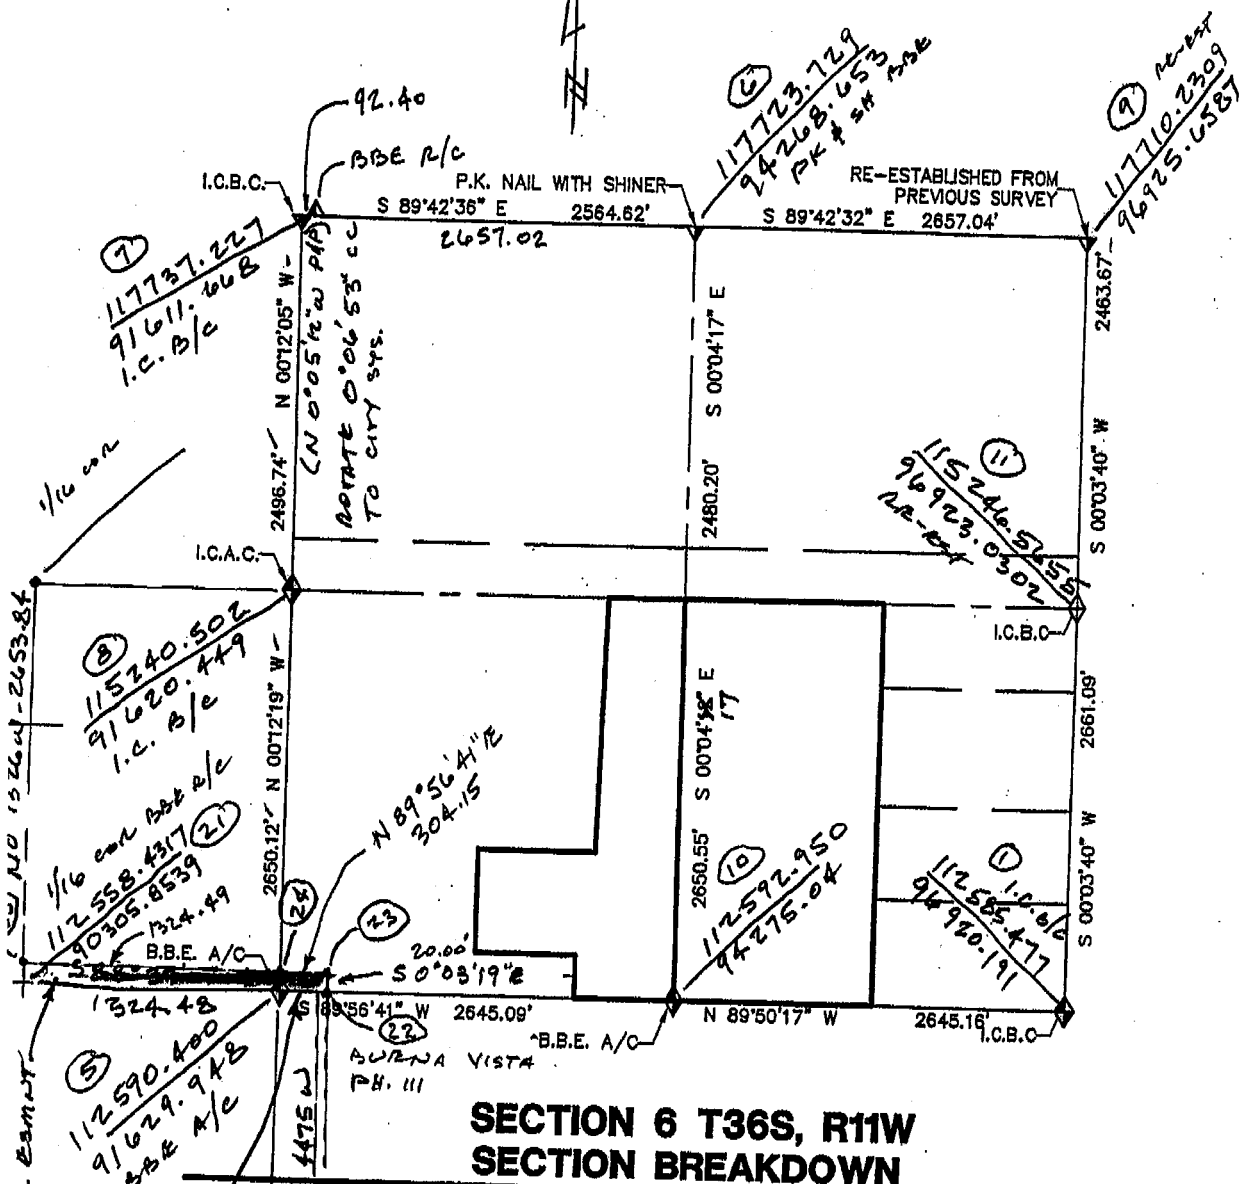 92.40
BBE R/C
I.C.B.C.
P.K. NAIL WITH SHINER
RE-ESTABLISHED FROM
PREVIOUS SURVEY
S 89°42'36" E 2564.62'
2657.02
S 89°42'32" E 2657.04'
6
117723.729
94268.653
PK & SH BBE
9
RE-EST
117710.2309
96925.6587
7
117737.227
91611.668
I.C. B/C
N 00°12'05" W
2496.74'
(N 0°05'12" W P(P)
ROTATE 0°06'53" CC
TO CITY SYS.
S 00°04'17" E
2480.20'
2463.67'
S 00°03'40" W
11
115246.5655
96923.0302
RE-EST
1/16 COR
I.C.A.C.
I.C.B.C
8
115240.502
91620.449
I.C. B/C
N 00°12'19" W
2650.12'
S 00°04' E
17
2650.55'
2661.09'
S 00°03'40" W
N 89°56'41" E
304.15
1/16 COR BBE R/C
21
112558.4317
90305.8539
1324.49
24
23
B.B.E. A/C
20.00'
S 0°03'19" E
1324.48
S 89°56'41" W 2645.09'
22
BUENA VISTA
PH. III
10
112592.950
94275.04
B.B.E. A/C
N 89°50'17" W 2645.16'
I.C.B.C
1
I.C. B/C
112585.477
96920.191
5
112590.400
91629.948
BBE A/C
ESMNT
4475 W
SECTION 6 T36S, R11W
SECTION BREAKDOWN